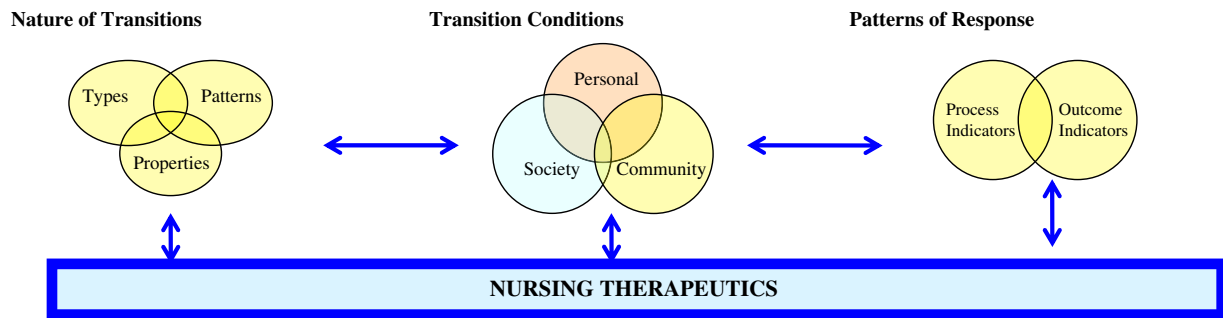 Nature of Transitions
Transition Conditions
Patterns of Response
Types
Patterns
Properties
Personal
Society
Community
Process
Indicators
Outcome
Indicators
NURSING THERAPEUTICS